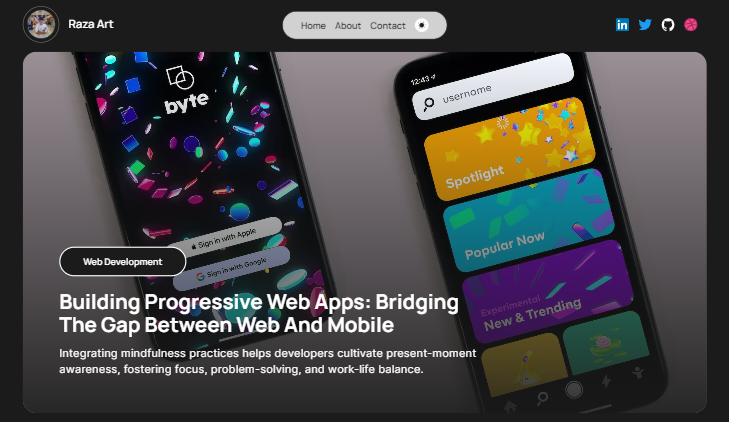 Raza Art
Home About Contact
byte
Sign in with Apple
Sign in with Google
12:43
username
Spotlight
Popular Now
Experimental
New & Trending
Web Development
Building Progressive Web Apps: Bridging
The Gap Between Web And Mobile
Integrating mindfulness practices helps developers cultivate present-moment
awareness, fostering focus, problem-solving, and work-life balance.